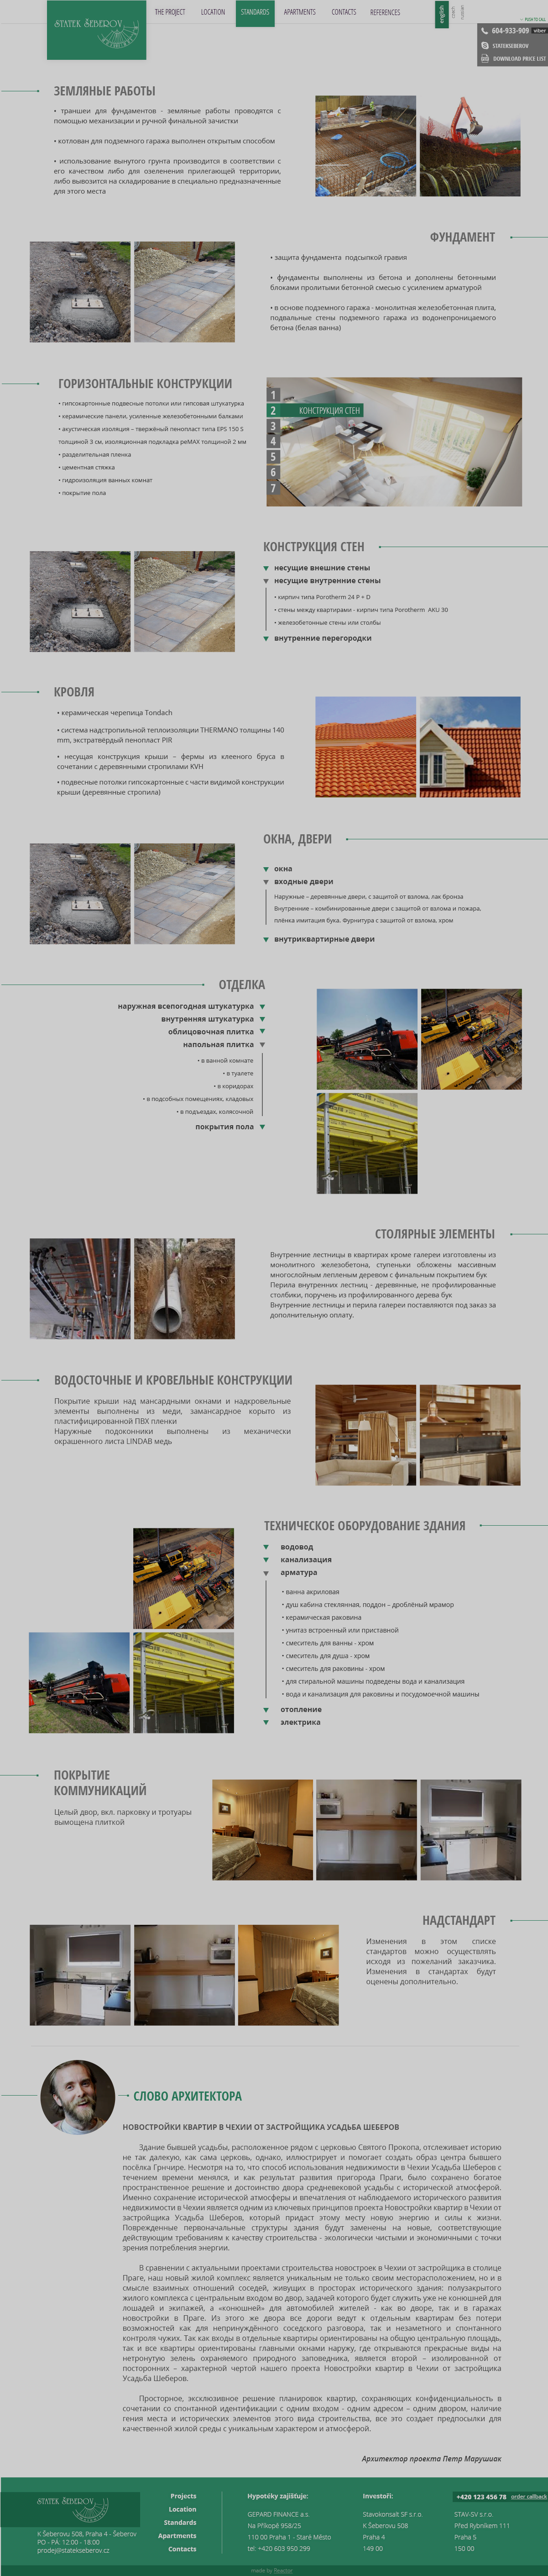 STATEK ŠEBEROV
THE PROJECT LOCATION STANDARDS APARTMENTS CONTACTS REFERENCES
english
czech
PUSH TO CALL
604-933-909 viber
STATEKSEBEROV
DOWNLOAD PRICE LIST
ЗЕМЛЯНЫЕ РАБОТЫ
• траншеи для фундаментов - земляные работы проводятся с
помощью механизации и ручной финальной зачистки
• котлован для подземного гаража выполнен открытым способом
• использование вынутого грунта производится в соответствии с
его качеством либо для озеленения прилегающей территории,
либо вывозится на складирование в специально предназначенные
для этого места
ФУНДАМЕНТ
• защита фундамента подсыпкой гравия
• фундаменты выполнены из бетона и дополнены бетонными
блоками пролитыми бетонной смесью с усилением арматурой
• в основе подземного гаража - монолитная железобетонная плита,
подвальные стены подземного гаража из водонепроницаемого
бетона (белая ванна)
ГОРИЗОНТАЛЬНЫЕ КОНСТРУКЦИИ
• гипсокартонные подвесные потолки или гипсовая штукатурка
• керамические панели, усиленные железобетонными балками
• акустическая изоляция – твержёный пенопласт типа EPS 150 S
толщиной 3 см, изоляционная подкладка реМАХ толщиной 2 мм
• разделительная пленка
• цементная стяжка
• гидроизоляция ванных комнат
• покрытие пола
1
2 КОНСТРУКЦИЯ СТЕН
3
4
5
6
7
КОНСТРУКЦИЯ СТЕН
несущие внешние стены
несущие внутренние стены
• кирпич типа Porotherm 24 P + D
• стены между квартирами - кирпич типа Porotherm AKU 30
• железобетонные стены или столбы
внутренние перегородки
КРОВЛЯ
• керамическая черепица Tondach
• система надстропильной теплоизоляции THERMANO толщины 140
mm, экстратвёрдый пенопласт PIR
• несущая конструкция крыши – фермы из клееного бруса в
сочетании с деревянными стропилами KVH
• подвесные потолки гипсокартонные с части видимой конструкции
крыши (деревянные стропила)
ОКНА, ДВЕРИ
окна
входные двери
Наружные – деревянные двери, с защитой от взлома, лак бронза
Внутренние – комбинированные двери с защитой от взлома и пожара,
плёнка имитация бука. Фурнитура с защитой от взлома, хром
внутриквартирные двери
ОТДЕЛКА
наружная всепогодная штукатурка
внутренняя штукатурка
облицовочная плитка
напольная плитка
• в ванной комнате
• в туалете
• в коридорах
• в подсобных помещениях, кладовых
• в подъездах, колясочной
покрытия пола
СТОЛЯРНЫЕ ЭЛЕМЕНТЫ
Внутренние лестницы в квартирах кроме галереи изготовлены из
монолитного железобетона, ступеньки обложены массивным
многослойным лепленым деревом с финальным покрытием бук
Перила внутренних лестниц - деревянные, не профилированные
столбики, поручень из профилированного дерева бук
Внутренние лестницы и перила галереи поставляются под заказ за
дополнительную оплату.
ВОДОСТОЧНЫЕ И КРОВЕЛЬНЫЕ КОНСТРУКЦИИ
Покрытие крыши над мансардными окнами и надкровельные
элементы выполнены из меди, замансардное корыто из
пластифицированной ПВХ пленки
Наружные подоконники выполнены из механически
окрашенного листа LINDAB медь
ТЕХНИЧЕСКОЕ ОБОРУДОВАНИЕ ЗДАНИЯ
водовод
канализация
арматура
• ванна акриловая
• душ кабина стеклянная, поддон – дроблёный мрамор
• керамическая раковина
• унитаз встроенный или приставной
• смеситель для ванны - хром
• смеситель для душа - хром
• смеситель для раковины - хром
• для стиральной машины подведены вода и канализация
• вода и канализация для раковины и посудомоечной машины
отопление
электрика
ПОКРЫТИЕ
КОММУНИКАЦИЙ
Целый двор, вкл. парковку и тротуары
вымощена плиткой
НАДСТАНДАРТ
Изменения в этом списке
стандартов можно осуществлять
исходя из пожеланий заказчика.
Изменения в стандартах будут
оценены дополнительно.
СЛОВО АРХИТЕКТОРА
НОВОСТРОЙКИ КВАРТИР В ЧЕХИИ ОТ ЗАСТРОЙЩИКА УСАДЬБА ШЕБЕРОВ
Здание бывшей усадьбы, расположенное рядом с церковью Святого Прокопа, отслеживает историю
не так далекую, как сама церковь, однако, иллюстрирует и помогает создать образ центра бывшего
посёлка Грнчирже. Несмотря на то, что способ использования недвижимости в Чехии Усадьба Шеберов с
течением времени менялся, и как результат развития пригорода Праги, было сохранено богатое
пространственное решение и достоинство двора средневековой усадьбы с исторической атмосферой.
Именно сохранение исторической атмосферы и впечатления от наблюдаемого исторического развития
недвижимости в Чехия является одним из ключевых принципов проекта Новостройки квартир в Чехии от
застройщика Усадьба Шеберов, который придаст этому месту новую энергию и силы к жизни.
Поврежденные первоначальные структуры здания будут заменены на новые, соответствующие
действующим требованиям к качеству строительства - экологически чистыми и экономичными с точки
зрения потребления энергии.
В сравнении с актуальными проектами строительства новостроек в Чехии от застройщика в столице
Праге, наш новый жилой комплекс является уникальным не только своим месторасположением, но и в
смысле взаимных отношений соседей, живущих в просторах исторического здания: полузакрытого
жилого комплекса с центральным входом во двор, задачей которого будет служить уже не конюшней для
лошадей и экипажей, а «конюшней» для автомобилей жителей - как во дворе, так и в гаражах
новостройки в Праге. Из этого же двора все дороги ведут к отдельным квартирам без потери
возможностей как для непринуждённого соседского разговора, так и незаметного и спонтанного
контроля чужих. Так как входы в отдельные квартиры ориентированы на общую центральную площадь,
так и все квартиры ориентированы главными окнами наружу, где открываются прекрасные виды на
нетронутую зелень охраняемого природного заповедника, является второй – изолированной от
посторонних – характерной чертой нашего проекта Новостройки квартир в Чехии от застройщика
Усадьба Шеберов.
Просторное, эксклюзивное решение планировок квартир, сохраняющих конфиденциальность в
сочетании со спонтанной идентификации с одним входом - одним адресом – одним двором, наличие
гения места и исторических элементов этого вида строительства, все это создает предпосылки для
качественной жилой среды с уникальным характером и атмосферой.
Архитектор проекта Петр Марушиак
STATEK ŠEBEROV
K Šeberovu 508, Praha 4 - Šeberov
PO - PÁ: 12:00 - 18:00
prodej@statekseberov.cz
Projects
Location
Standards
Apartments
Contacts
Hypotéky zajišťuje:
GEPARD FINANCE a.s.
Na Příkopě 958/25
110 00 Praha 1 - Staré Město
tel: +420 603 950 299
Investoři:
Stavokonsalt SF s.r.o.
K Šeberovu 508
Praha 4
149 00
+420 123 456 78 order callback
STAV-SV s.r.o.
Před Rybníkem 111
Praha 5
150 00
made by Reactor